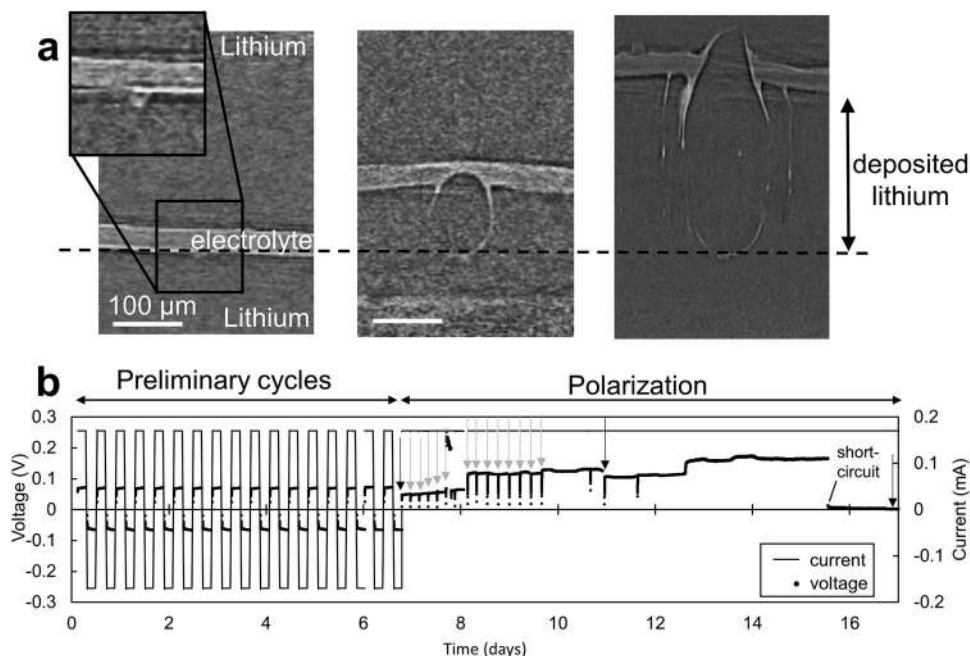 a
Lithium
electrolyte
100 µm
Lithium
deposited
lithium
b
Preliminary cycles
Polarization
0.3
0.2
0.1
0
-0.1
-0.2
-0.3
Voltage (V)
0.2
0.1
0
-0.1
-0.2
Current (mA)
short-
circuit
current
voltage
0 2 4 6 8 10 12 14 16
Time (days)